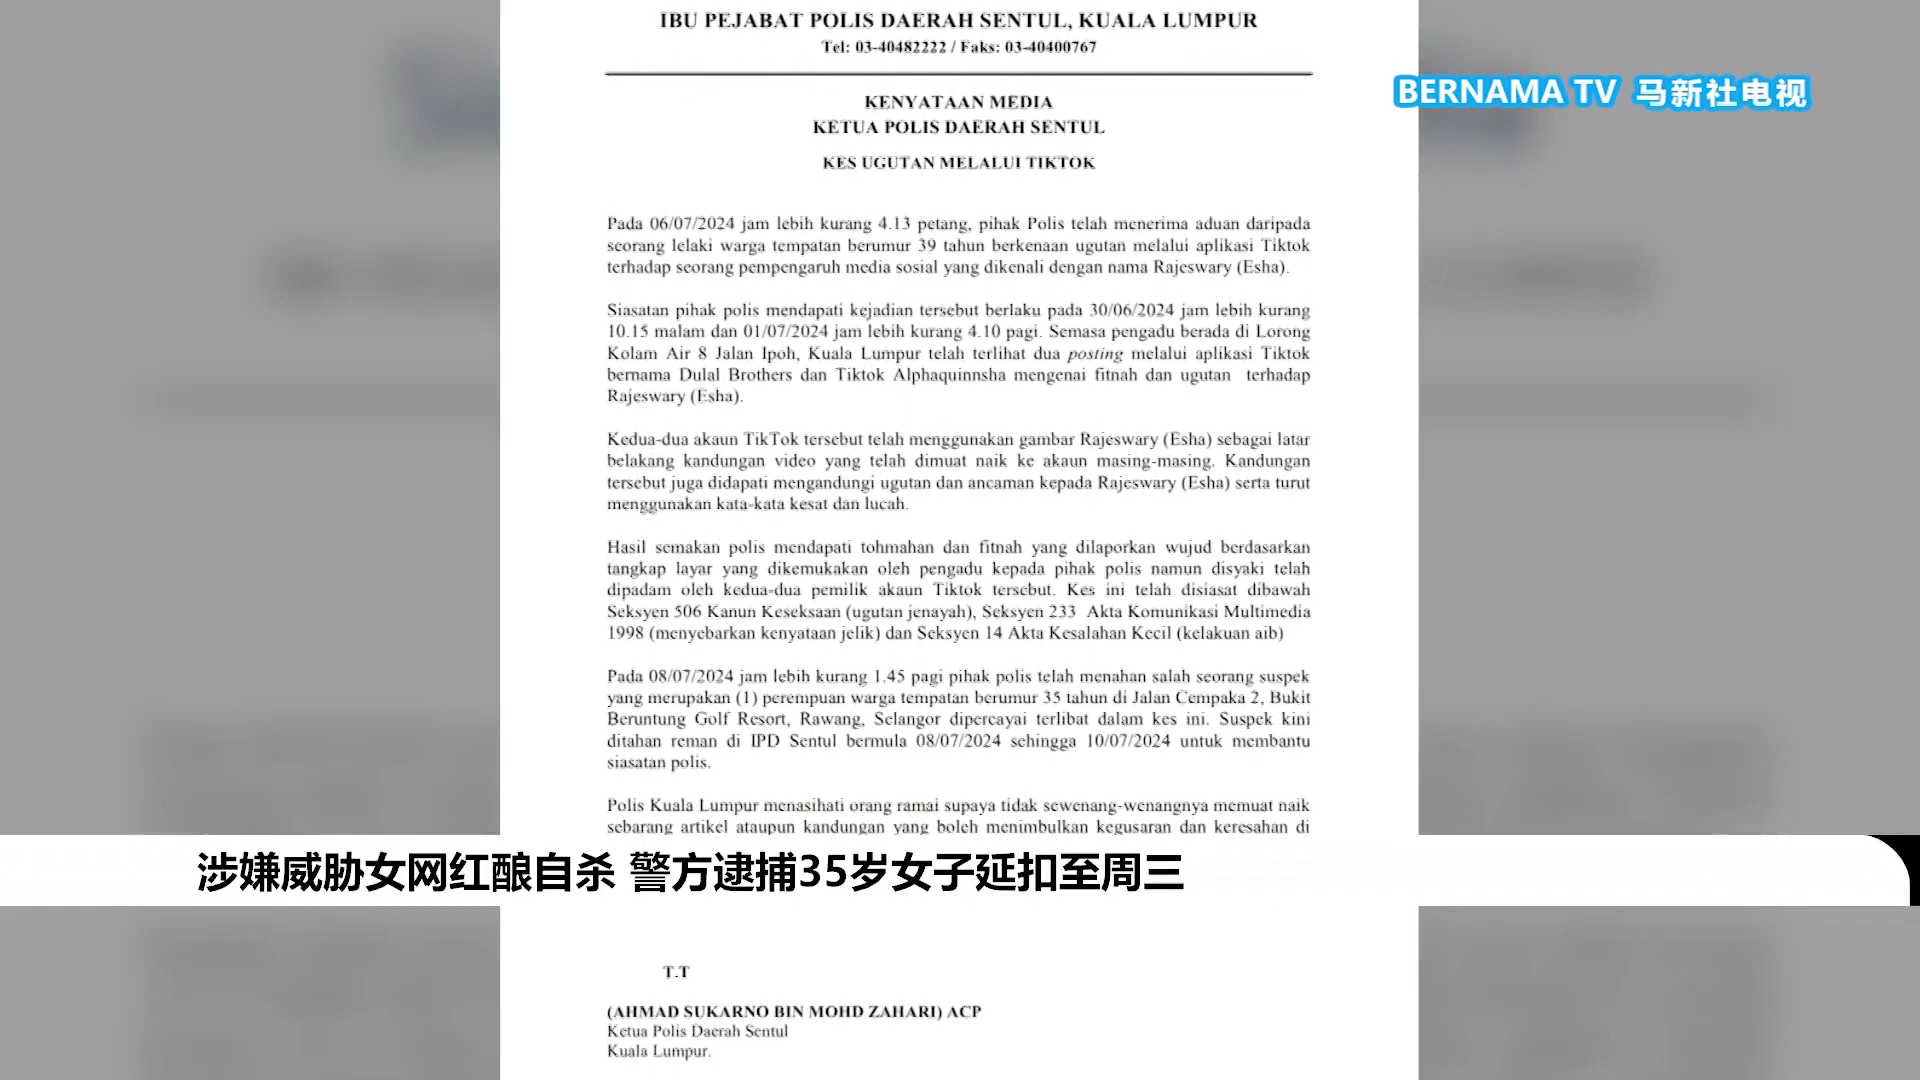 IBU PEJABAT POLIS DAERAH SENTUL, KUALA LUMPUR
Tel: 03-40482222 / Faks: 03-40400767
BERNAMA TV 马新社电视
KENYATAAN MEDIA
KETUA POLIS DAERAH SENTUL
KES UGUTAN MELALUI TIKTOK
Pada 06/07/2024 jam lebih kurang 4.13 petang, pihak Polis telah menerima aduan daripada
seorang lelaki warga tempatan berumur 39 tahun berkenaan ugutan melalui aplikasi Tiktok
terhadap seorang pempengaruh media sosial yang dikenali dengan nama Rajeswary (Esha).
Siasatan pihak polis mendapati kejadian tersebut berlaku pada 30/06/2024 jam lebih kurang
10.15 malam dan 01/07/2024 jam lebih kurang 4.10 pagi. Semasa pengadu berada di Lorong
Kolam Air 8 Jalan Ipoh, Kuala Lumpur telah terlihat dua posting melalui aplikasi Tiktok
bernama Dulal Brothers dan Tiktok Alphaquinnsha mengenai fitnah dan ugutan terhadap
Rajeswary (Esha).
Kedua-dua akaun TikTok tersebut telah menggunakan gambar Rajeswary (Esha) sebagai latar
belakang kandungan video yang telah dimuat naik ke akaun masing-masing. Kandungan
tersebut juga didapati mengandungi ugutan dan ancaman kepada Rajeswary (Esha) serta turut
menggunakan kata-kata kesat dan lucah.
Hasil semakan polis mendapati tohmahan dan fitnah yang dilaporkan wujud berdasarkan
tangkap layar yang dikemukakan oleh pengadu kepada pihak polis namun disyaki telah
dipadam oleh kedua-dua pemilik akaun Tiktok tersebut. Kes ini telah disiasat dibawah
Seksyen 506 Kanun Keseksaan (ugutan jenayah), Seksyen 233 Akta Komunikasi Multimedia
1998 (menyebarkan kenyataan jelik) dan Seksyen 14 Akta Kesalahan Kecil (kelakuan aib)
Pada 08/07/2024 jam lebih kurang 1.45 pagi pihak polis telah menahan salah seorang suspek
yang merupakan (1) perempuan warga tempatan berumur 35 tahun di Jalan Cempaka 2, Bukit
Beruntung Golf Resort, Rawang, Selangor dipercayai terlibat dalam kes ini. Suspek kini
ditahan reman di IPD Sentul bermula 08/07/2024 sehingga 10/07/2024 untuk membantu
siasatan polis.
Polis Kuala Lumpur menasihati orang ramai supaya tidak sewenang-wenangnya memuat naik
sebarang artikel ataupun kandungan yang boleh menimbulkan kegusaran dan keresahan di
涉嫌威胁女网红酿自杀 警方逮捕35岁女子延扣至周三
T.T
(AHMAD SUKARNO BIN MOHD ZAHARI) ACP
Ketua Polis Daerah Sentul
Kuala Lumpur.